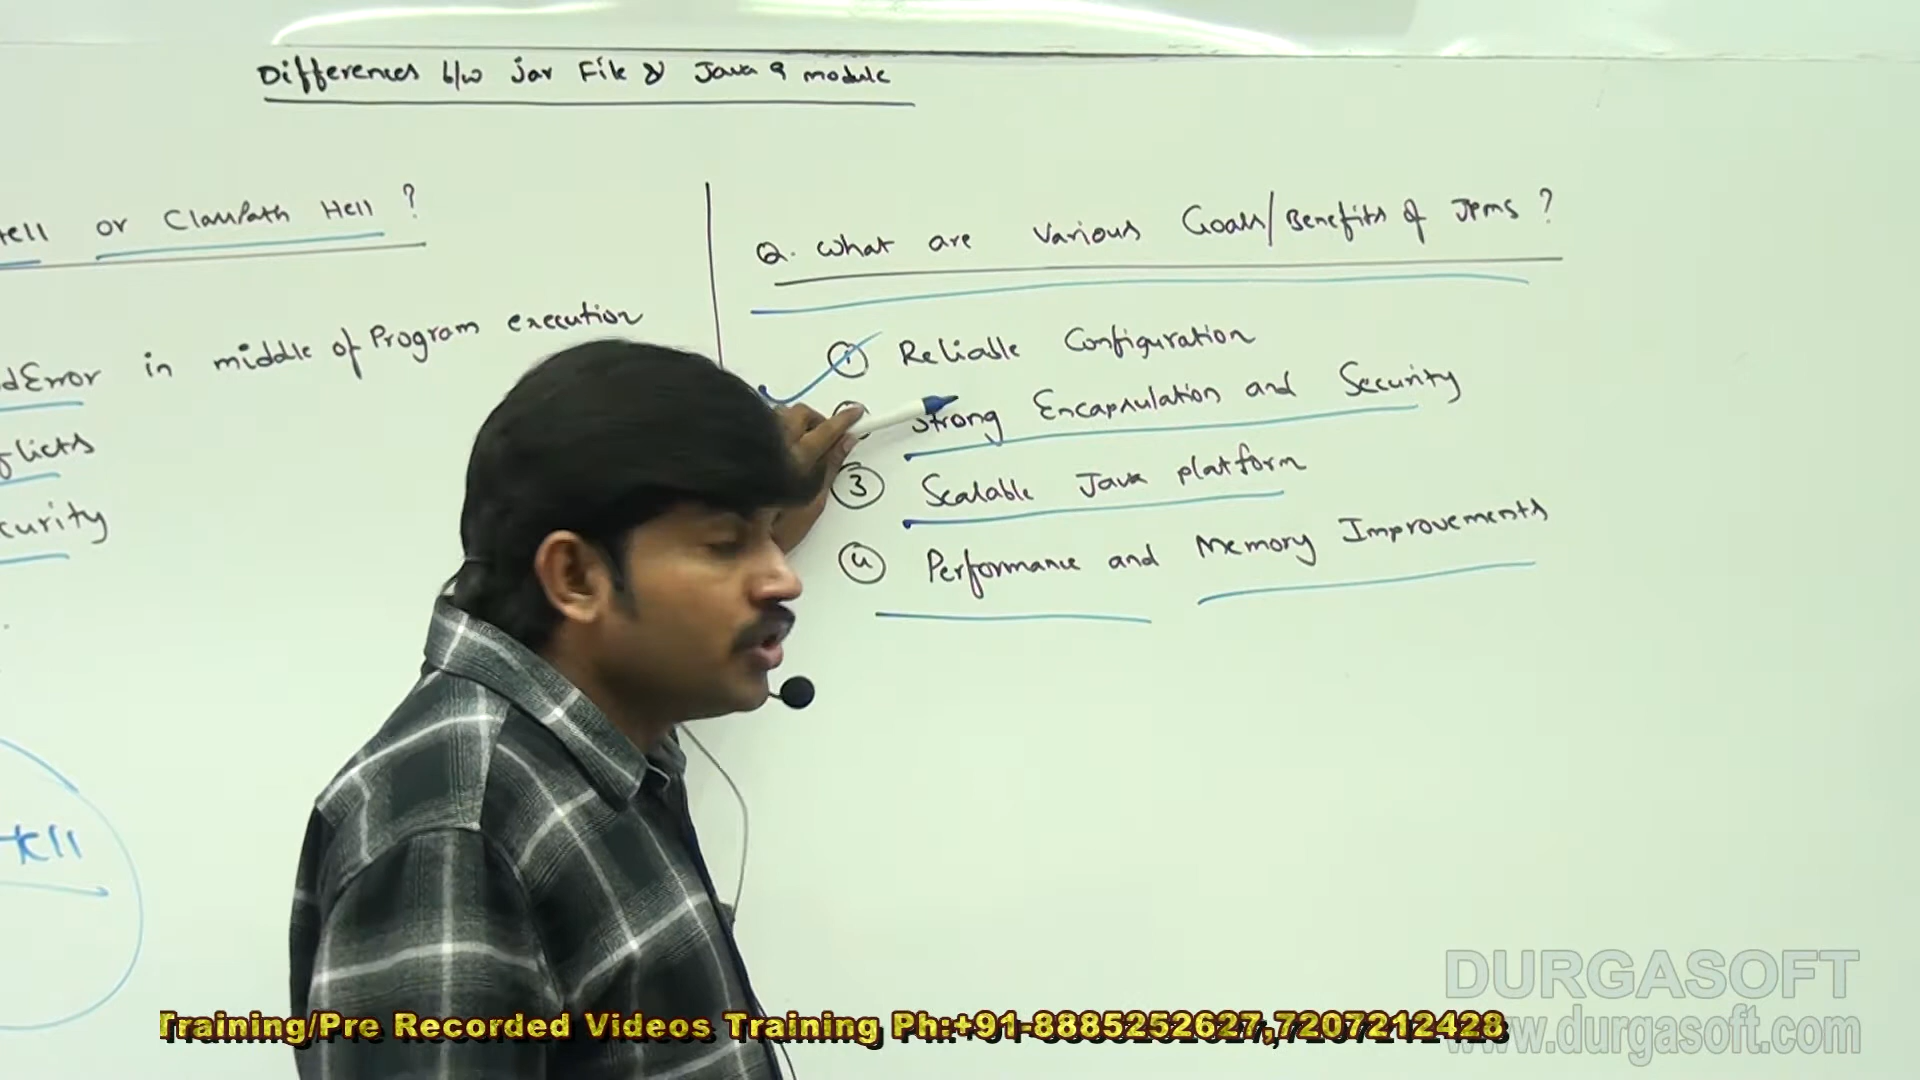 Differences b/w jar File & Java 9 module
Hell or ClassPath Hell ?
dError in middle of Program execution
flicts
curity
Hell
Q. What are various Goals/Benefits of JPMS ?
1 Reliable Configuration
Strong Encapsulation and Security
3 Scalable Java platform
4 Performance and Memory Improvements
DURGASOFT
www.durgasoft.com
Training/Pre Recorded Videos Training Ph:+91-8885252627,7207212428